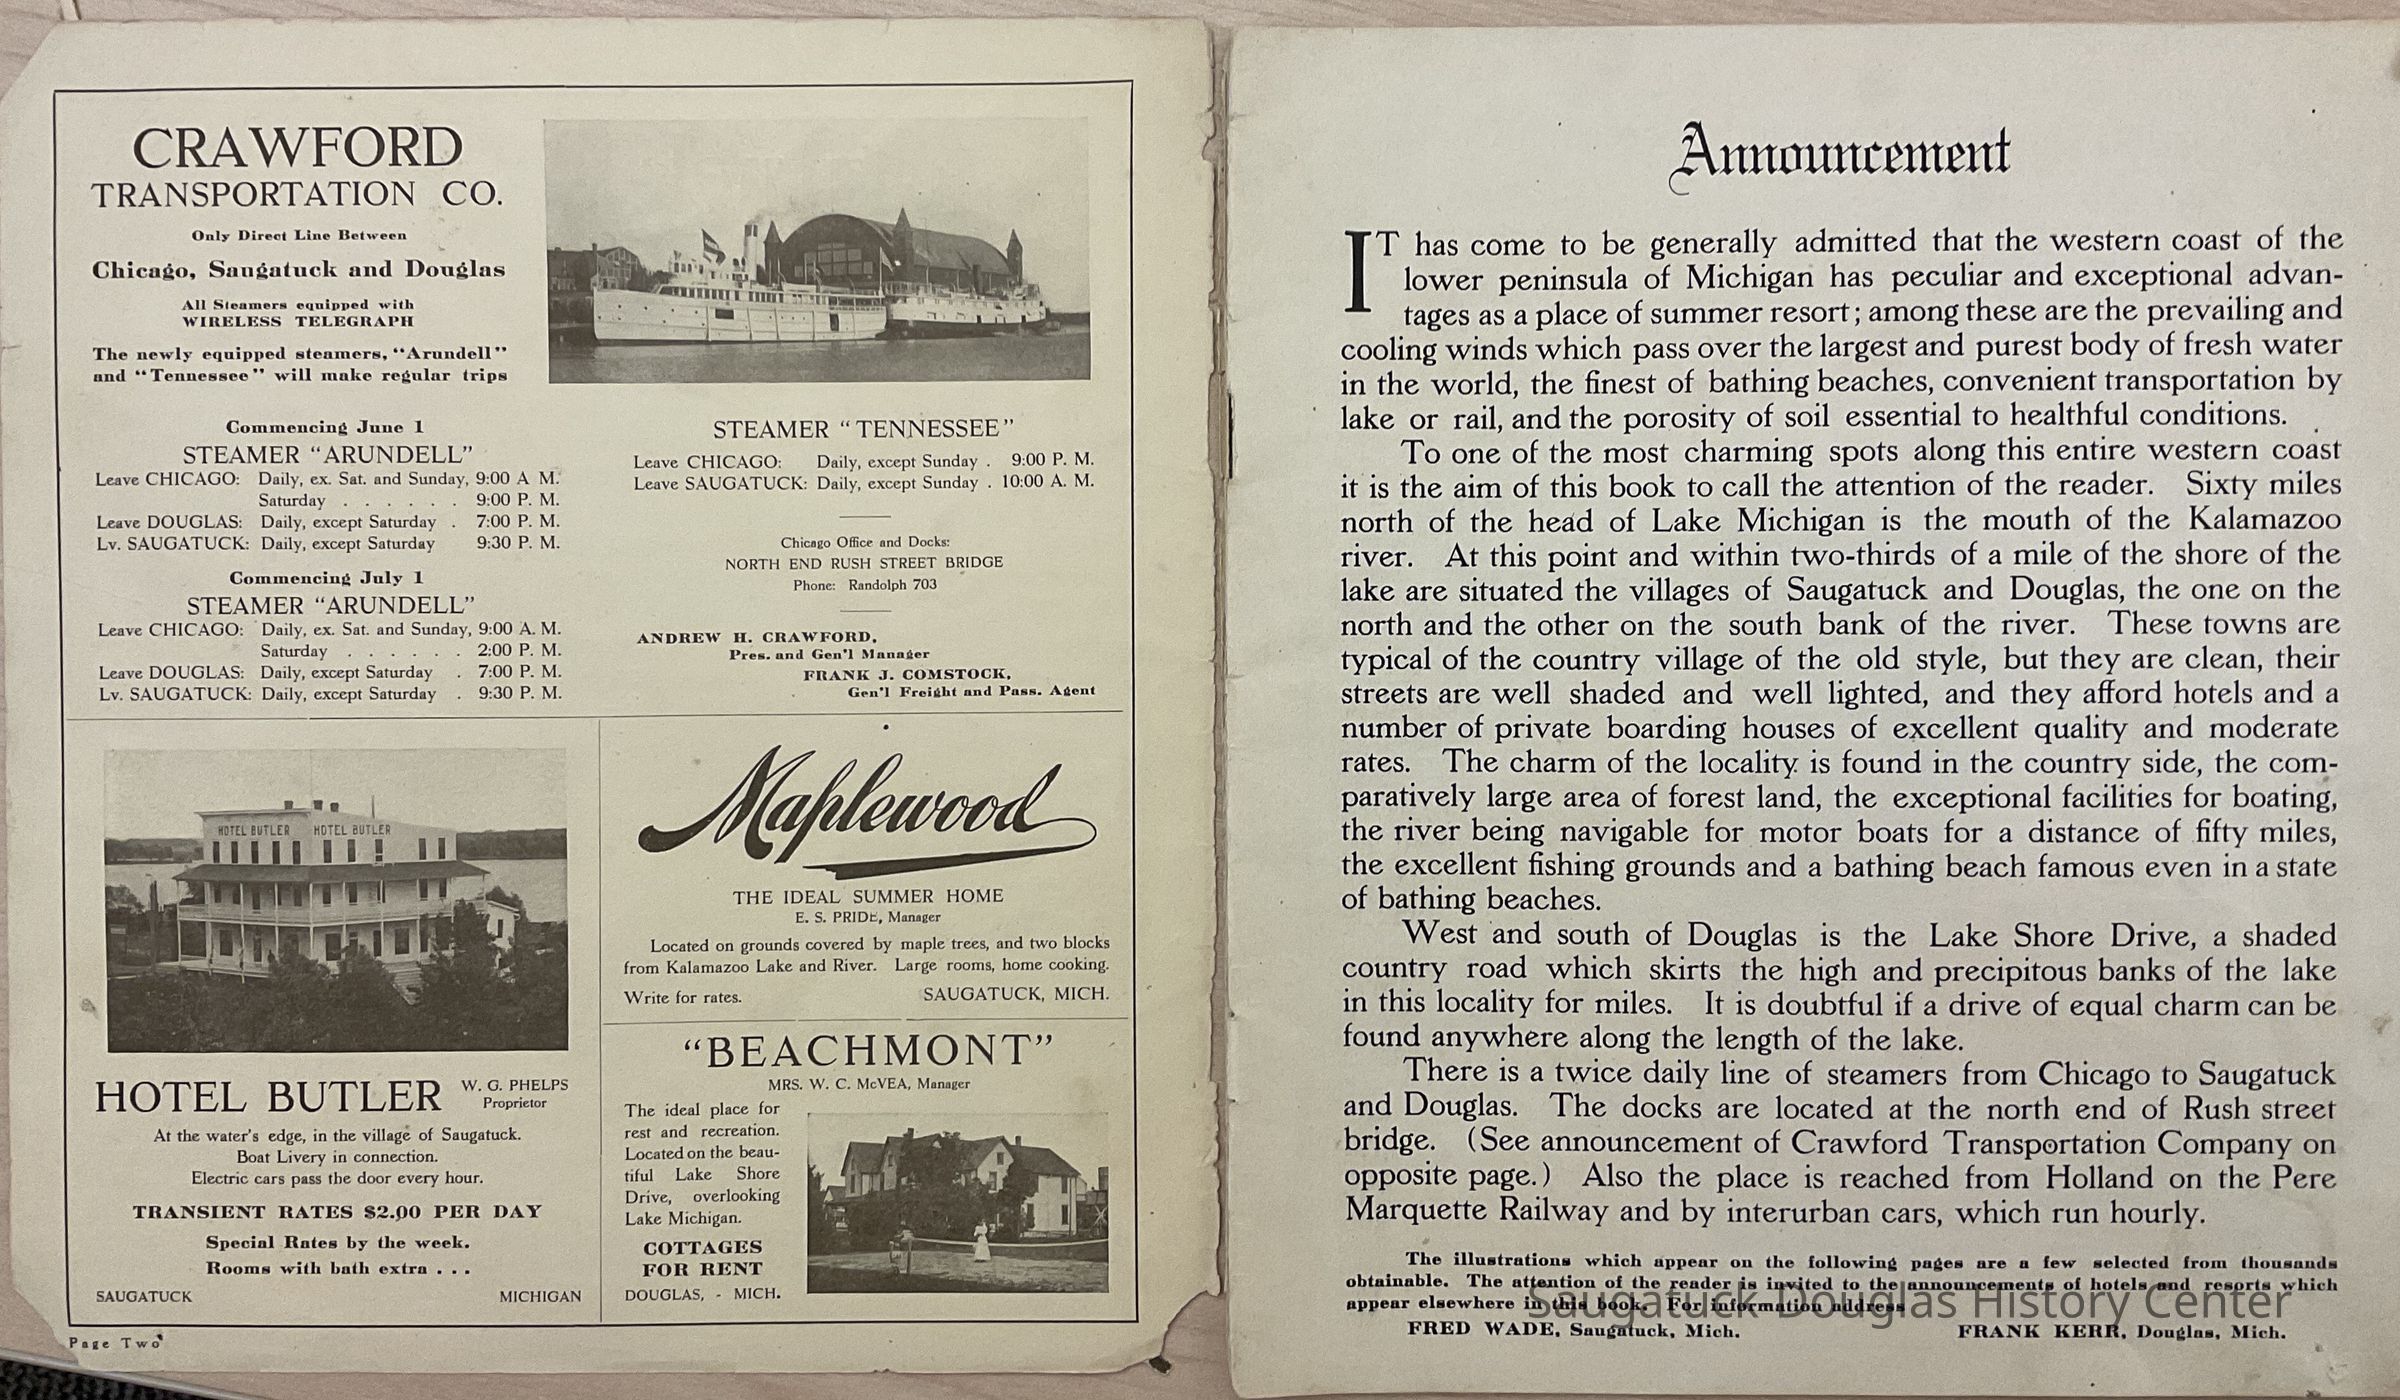 CRAWFORD
TRANSPORTATION CO.
Only Direct Line Between
Chicago, Saugatuck and Douglas
All Steamers equipped with
WIRELESS TELEGRAPH
The newly equipped steamers, "Arundell"
and "Tennessee" will make regular trips
Commencing June 1
STEAMER "ARUNDELL"
Leave CHICAGO: Daily, ex. Sat. and Sunday, 9:00 A M.
Saturday . . . . . . 9:00 P. M.
Leave DOUGLAS: Daily, except Saturday . 7:00 P. M.
Lv. SAUGATUCK: Daily, except Saturday 9:30 P. M.
Commencing July 1
STEAMER "ARUNDELL"
Leave CHICAGO: Daily, ex. Sat. and Sunday, 9:00 A. M.
Saturday . . . . . . 2:00 P. M.
Leave DOUGLAS: Daily, except Saturday . 7:00 P. M.
Lv. SAUGATUCK: Daily, except Saturday . 9:30 P. M.
STEAMER "TENNESSEE"
Leave CHICAGO: Daily, except Sunday . 9:00 P. M.
Leave SAUGATUCK: Daily, except Sunday . 10:00 A. M.
Chicago Office and Docks:
NORTH END RUSH STREET BRIDGE
Phone: Randolph 703
ANDREW H. CRAWFORD,
Pres. and Gen'l Manager
FRANK J. COMSTOCK,
Gen'l Freight and Pass. Agent
HOTEL BUTLER HOTEL BUTLER
HOTEL BUTLER W. G. PHELPS
Proprietor
At the water's edge, in the village of Saugatuck.
Boat Livery in connection.
Electric cars pass the door every hour.
TRANSIENT RATES $2.00 PER DAY
Special Rates by the week.
Rooms with bath extra . . .
SAUGATUCK MICHIGAN
Maplewood
THE IDEAL SUMMER HOME
E. S. PRIDE, Manager
Located on grounds covered by maple trees, and two blocks
from Kalamazoo Lake and River. Large rooms, home cooking.
Write for rates. SAUGATUCK, MICH.
"BEACHMONT"
MRS. W. C. McVEA, Manager
The ideal place for
rest and recreation.
Located on the beau-
tiful Lake Shore
Drive, overlooking
Lake Michigan.
COTTAGES
FOR RENT
DOUGLAS, - MICH.
Page Two
Announcement
IT has come to be generally admitted that the western coast of the
lower peninsula of Michigan has peculiar and exceptional advan-
tages as a place of summer resort; among these are the prevailing and
cooling winds which pass over the largest and purest body of fresh water
in the world, the finest of bathing beaches, convenient transportation by
lake or rail, and the porosity of soil essential to healthful conditions.
To one of the most charming spots along this entire western coast
it is the aim of this book to call the attention of the reader. Sixty miles
north of the head of Lake Michigan is the mouth of the Kalamazoo
river. At this point and within two-thirds of a mile of the shore of the
lake are situated the villages of Saugatuck and Douglas, the one on the
north and the other on the south bank of the river. These towns are
typical of the country village of the old style, but they are clean, their
streets are well shaded and well lighted, and they afford hotels and a
number of private boarding houses of excellent quality and moderate
rates. The charm of the locality is found in the country side, the com-
paratively large area of forest land, the exceptional facilities for boating,
the river being navigable for motor boats for a distance of fifty miles,
the excellent fishing grounds and a bathing beach famous even in a state
of bathing beaches.
West and south of Douglas is the Lake Shore Drive, a shaded
country road which skirts the high and precipitous banks of the lake
in this locality for miles. It is doubtful if a drive of equal charm can be
found anywhere along the length of the lake.
There is a twice daily line of steamers from Chicago to Saugatuck
and Douglas. The docks are located at the north end of Rush street
bridge. (See announcement of Crawford Transportation Company on
opposite page.) Also the place is reached from Holland on the Pere
Marquette Railway and by interurban cars, which run hourly.
The illustrations which appear on the following pages are a few selected from thousands
obtainable. The attention of the reader is invited to the announcements of hotels and resorts which
appear elsewhere in this book. For information address
FRED WADE, Saugatuck, Mich. FRANK KERR, Douglas, Mich.
Saugatuck-Douglas History Center